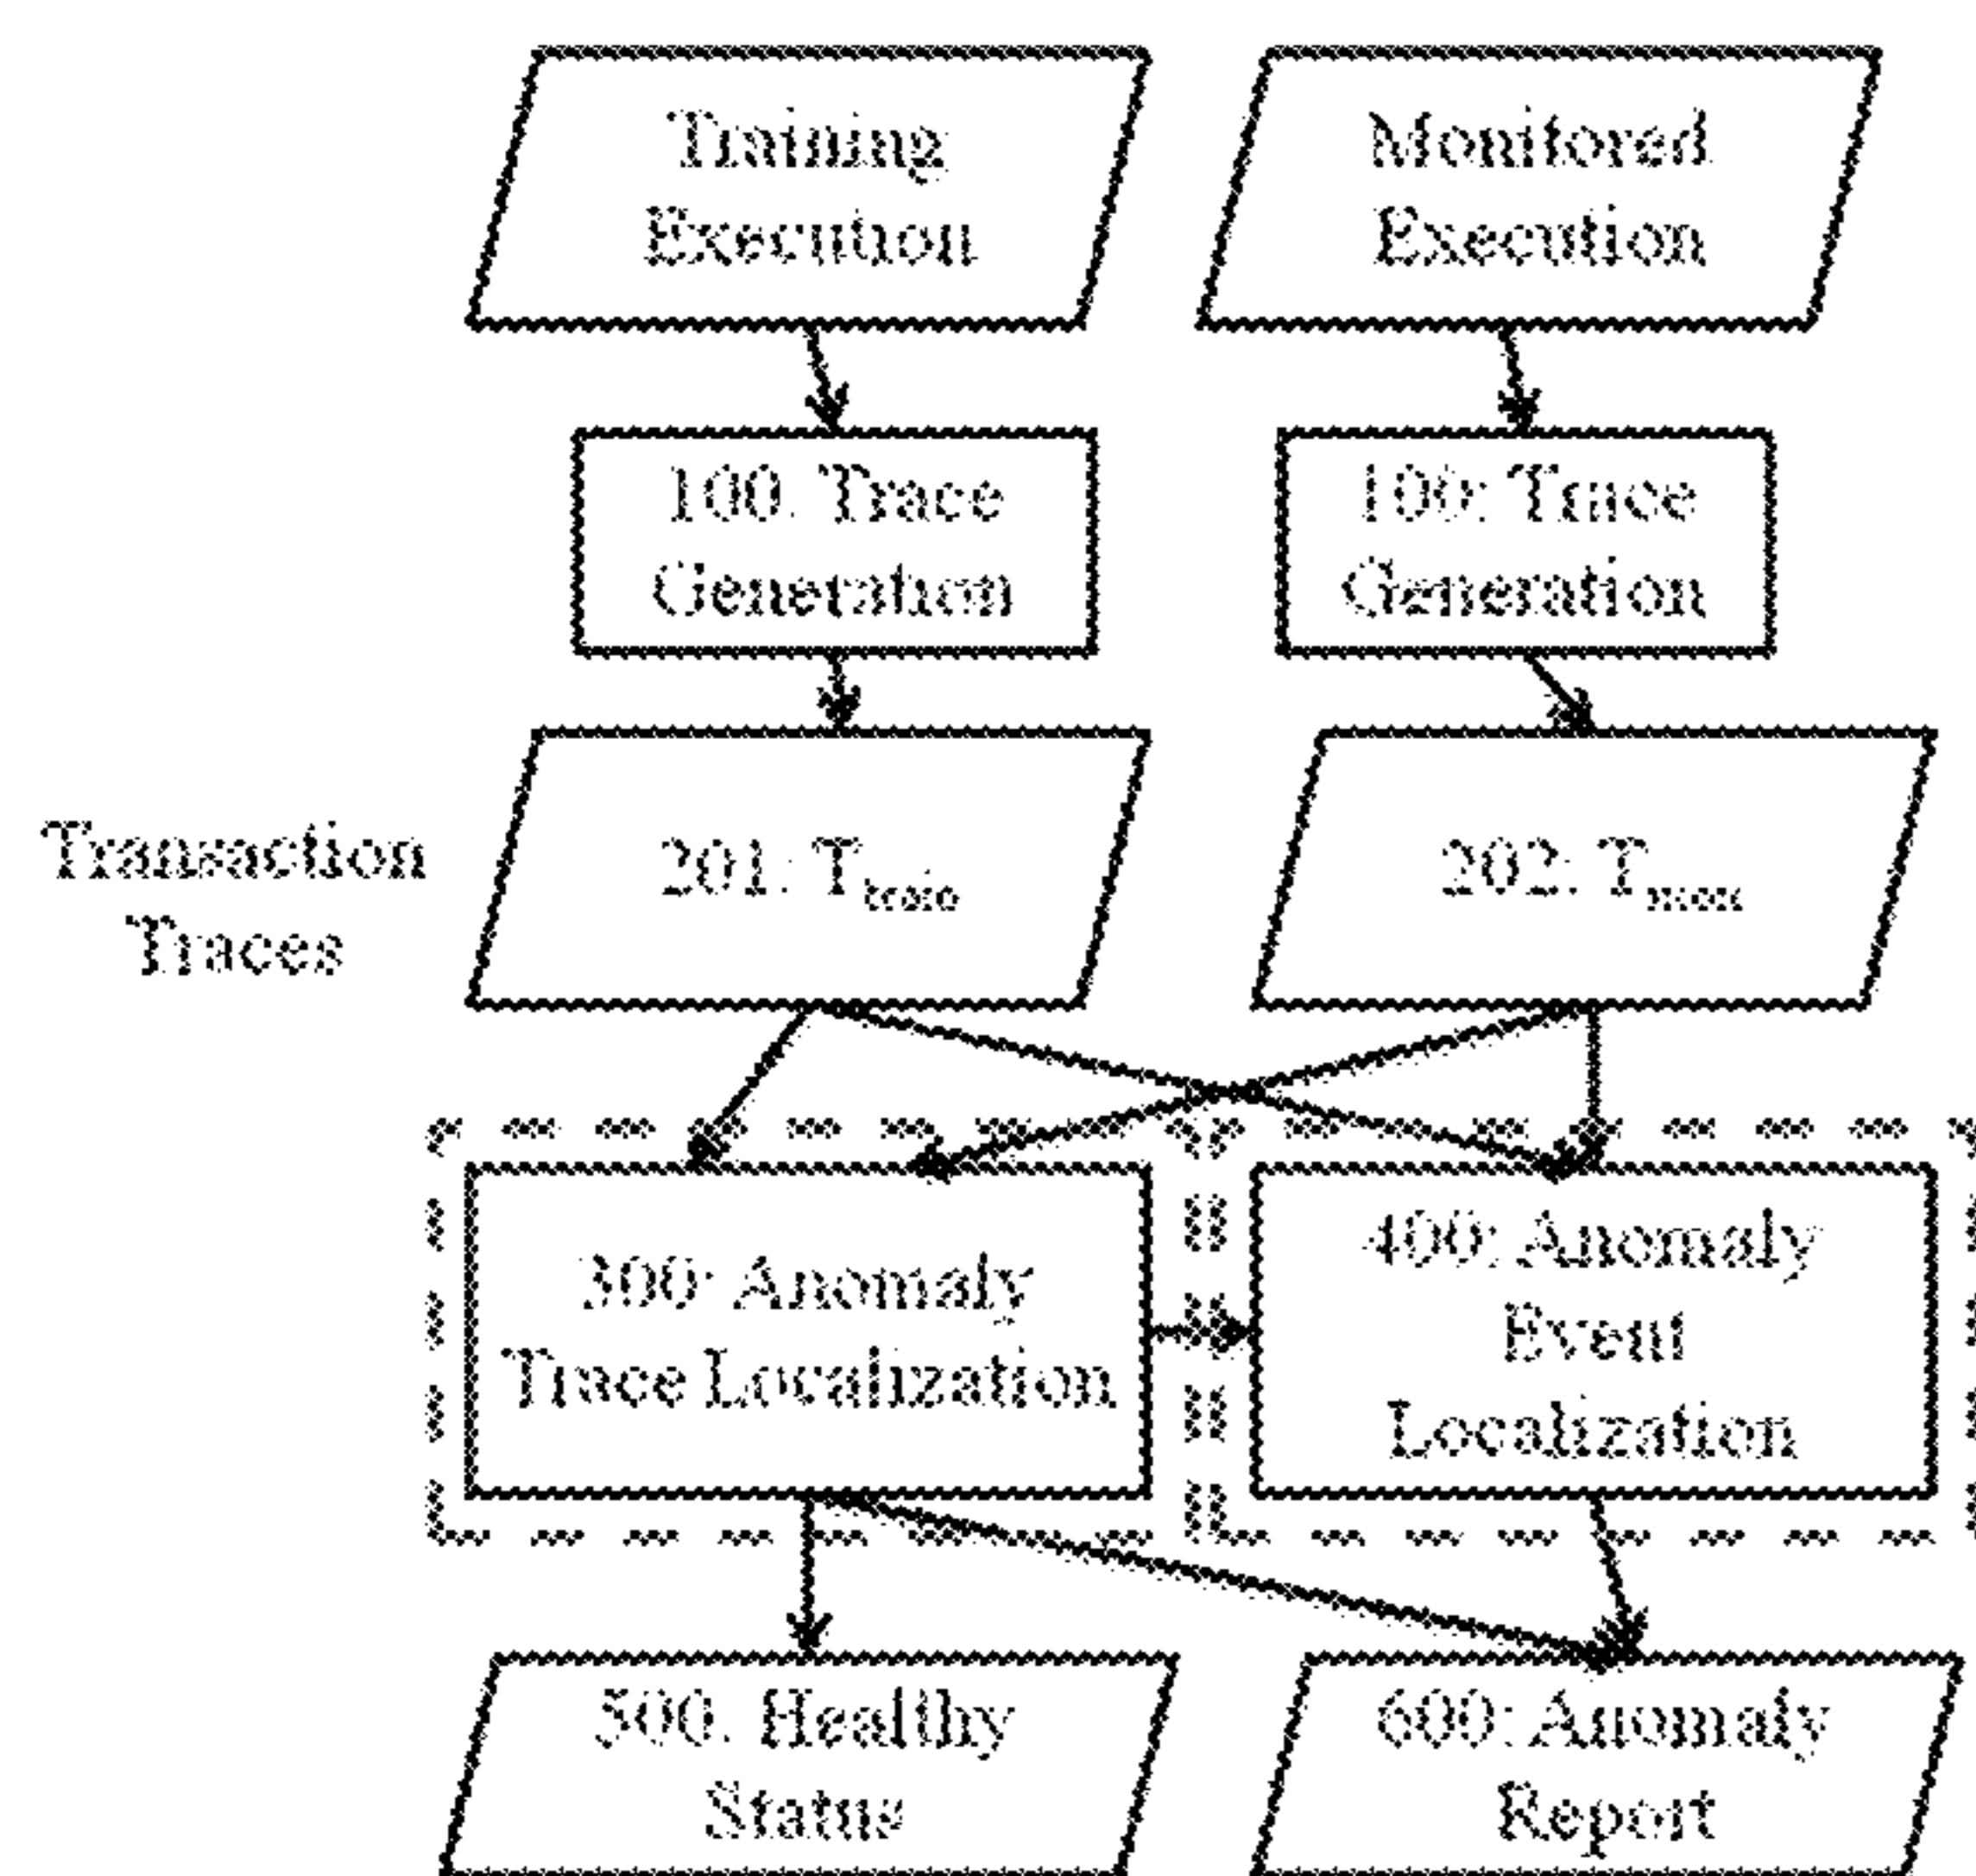 Training
Execution
Monitored
Execution
100: Trace
Generation
100: Trace
Generation
Transaction
Traces
201: T train
202: T
300: Anomaly
Trace Localization
400: Anomaly
Event
Localization
500: Healthy
Status
600: Anomaly
Report